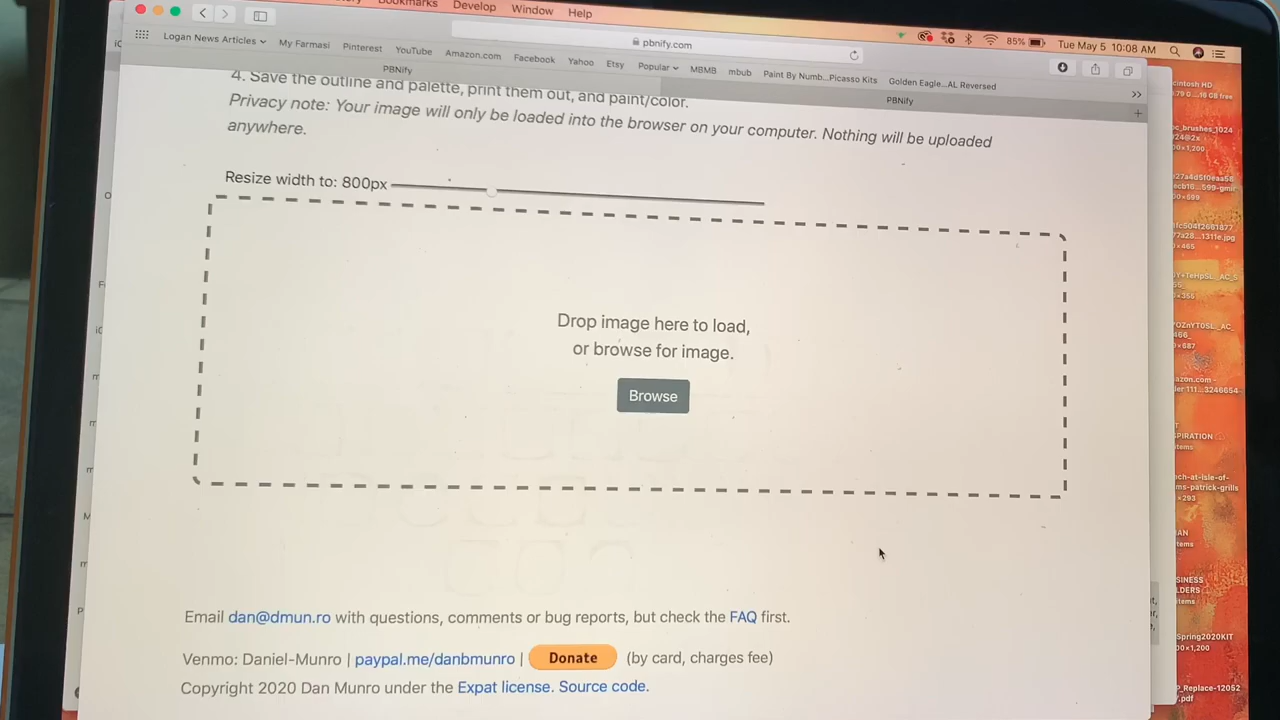 Bookmarks Develop Window Help
85% Tue May 5 10:08 AM
pbnify.com
Logan News Articles My Farmasi Pinterest YouTube Amazon.com Facebook Yahoo Etsy Popular MBMB mbub Paint By Numb...Picasso Kits Golden Eagle...AL Reversed
PBNify
PBNify
4. Save the outline and palette, print them out, and paint/color.
Privacy note: Your image will only be loaded into the browser on your computer. Nothing will be uploaded
anywhere.
Resize width to: 800px
Drop image here to load,
or browse for image.
Browse
Email dan@dmun.ro with questions, comments or bug reports, but check the FAQ first.
Venmo: Daniel-Munro | paypal.me/danbmunro | Donate (by card, charges fee)
Copyright 2020 Dan Munro under the Expat license. Source code.